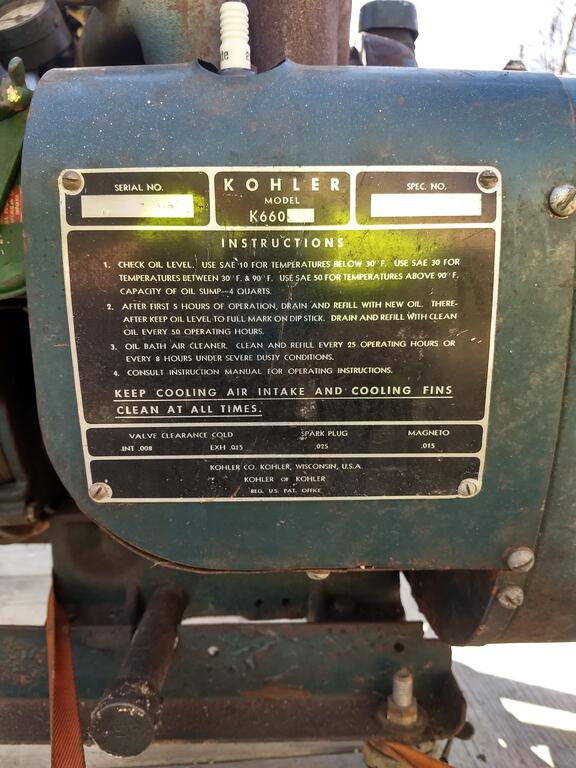 SERIAL NO.
KOHLER
MODEL
K660
SPEC. NO.
INSTRUCTIONS
1. CHECK OIL LEVEL. USE SAE 10 FOR TEMPERATURES BELOW 30° F. USE SAE 30 FOR
TEMPERATURES BETWEEN 30° F. & 90° F. USE SAE 50 FOR TEMPERATURES ABOVE 90° F.
CAPACITY OF OIL SUMP—4 QUARTS.
2. AFTER FIRST 5 HOURS OF OPERATION, DRAIN AND REFILL WITH NEW OIL. THERE-
AFTER KEEP OIL LEVEL TO FULL MARK ON DIP STICK. DRAIN AND REFILL WITH CLEAN
OIL EVERY 50 OPERATING HOURS.
3. OIL BATH AIR CLEANER. CLEAN AND REFILL EVERY 25 OPERATING HOURS OR
EVERY 8 HOURS UNDER SEVERE DUSTY CONDITIONS.
4. CONSULT INSTRUCTION MANUAL FOR OPERATING INSTRUCTIONS.
KEEP COOLING AIR INTAKE AND COOLING FINS
CLEAN AT ALL TIMES.
VALVE CLEARANCE COLD SPARK PLUG MAGNETO
INT .008 EXH .015 .025 .015
KOHLER CO. KOHLER, WISCONSIN, U.S.A.
KOHLER OF KOHLER
REG. U.S. PAT. OFFICE